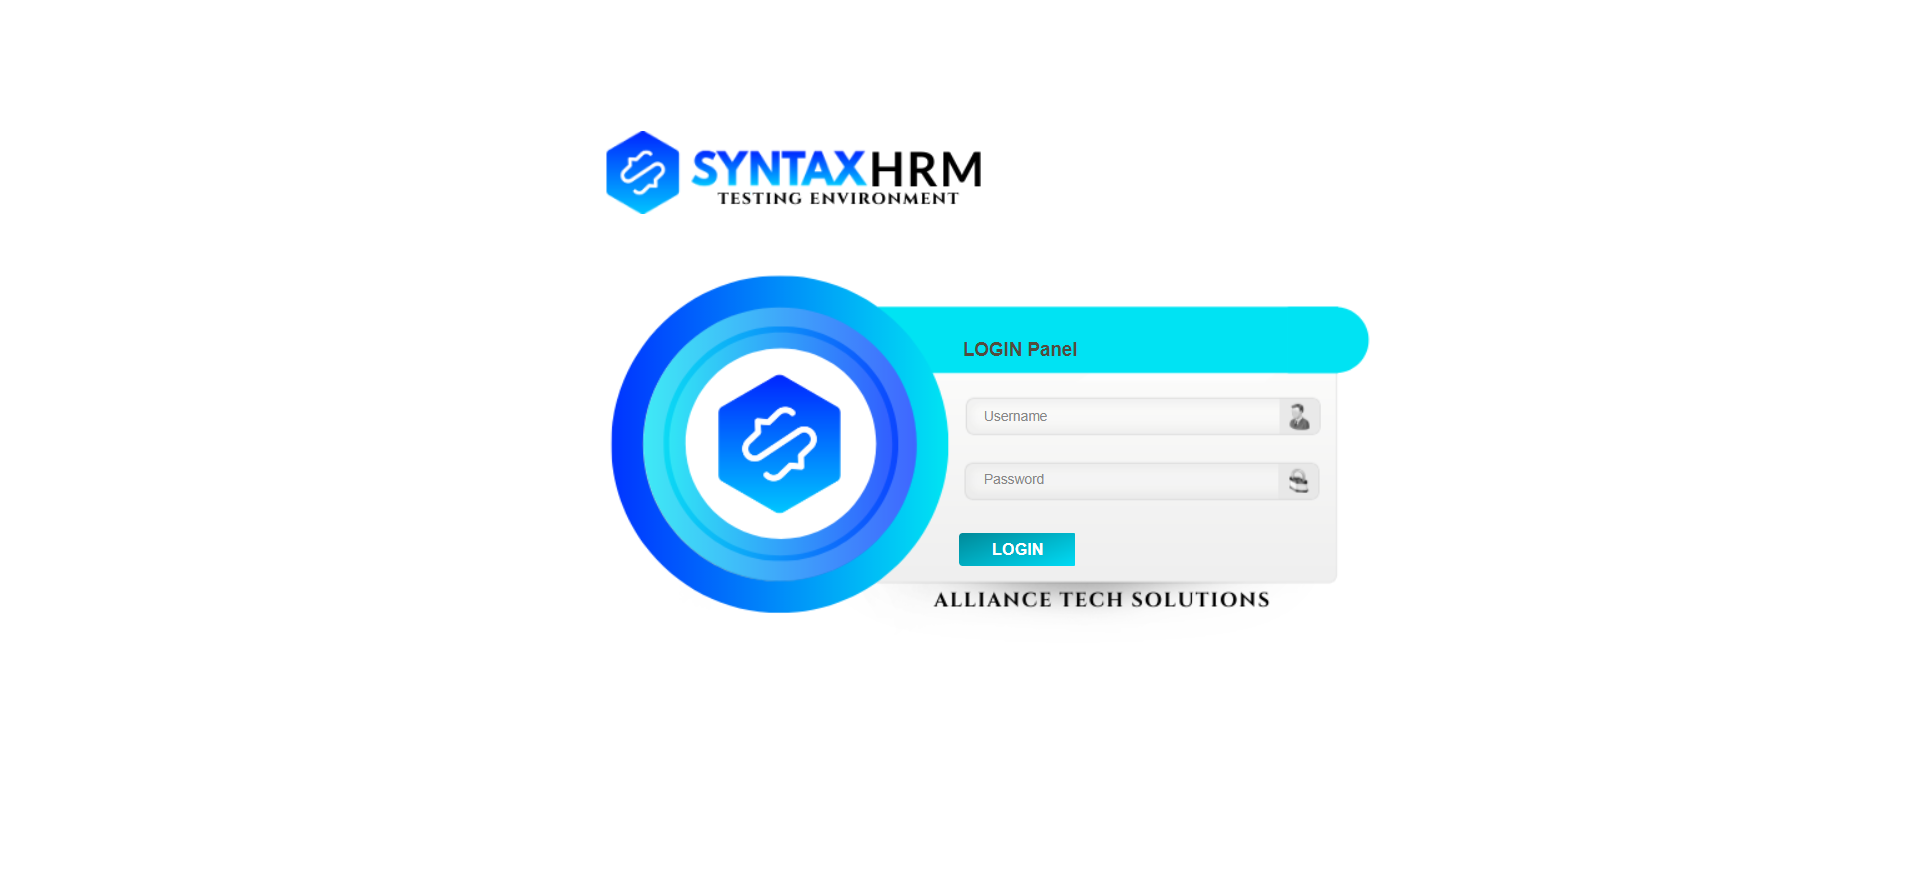 SYNTAXHRM
TESTING ENVIRONMENT
LOGIN Panel
Username
Password
LOGIN
ALLIANCE TECH SOLUTIONS